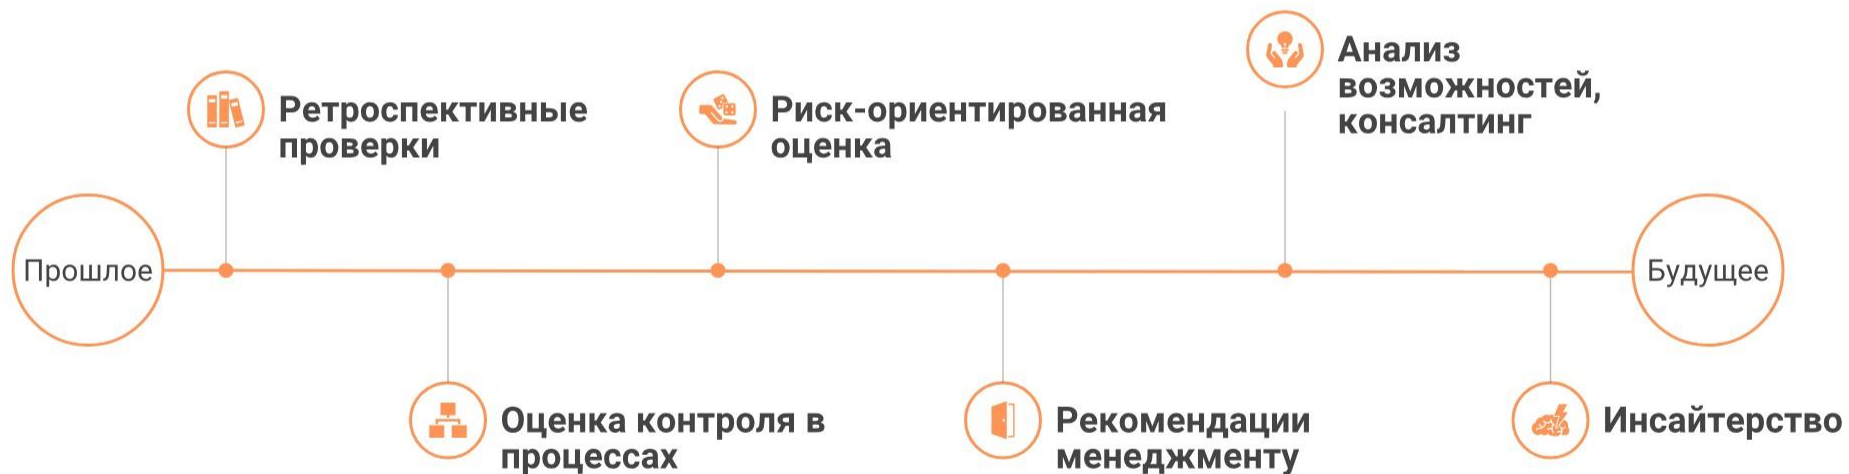 Прошлое
Ретроспективные
проверки
Оценка контроля в
процессах
Риск-ориентированная
оценка
Рекомендации
менеджменту
Анализ
возможностей,
консалтинг
Инсайтерство
Будущее